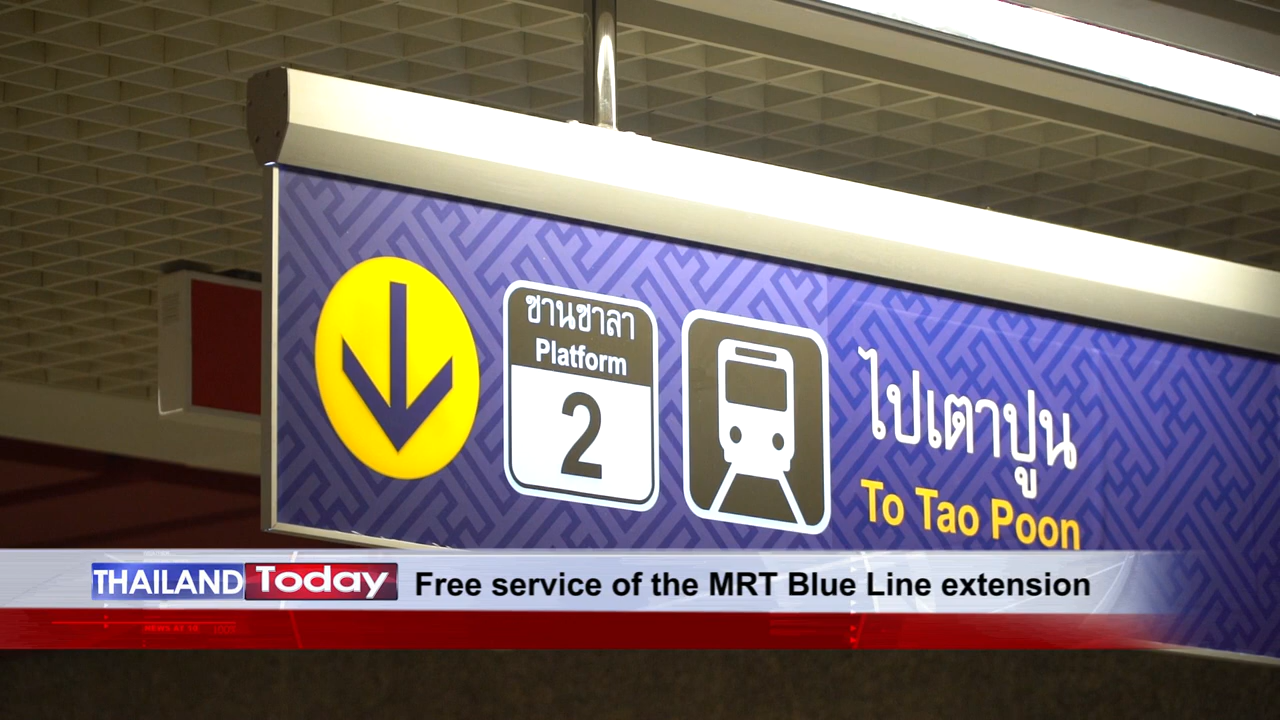 ชานชาลา
Platform
2
ไปเตาปูน
To Tao Poon
THAILAND Today
Free service of the MRT Blue Line extension